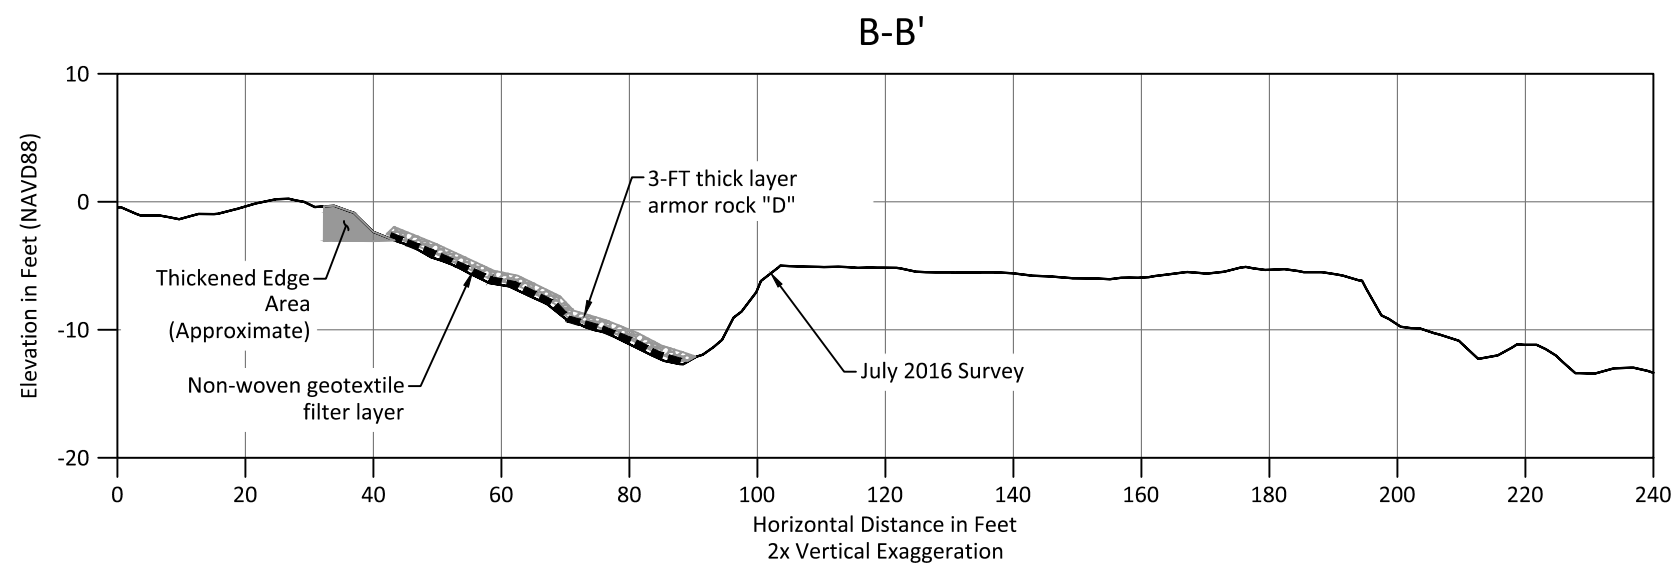 B-B'
10
0
-10
-20
Elevation in Feet (NAVD88)
3-FT thick layer
armor rock "D"
Thickened Edge
Area
(Approximate)
Non-woven geotextile
filter layer
July 2016 Survey
0 20 40 60 80 100 120 140 160 180 200 220 240
Horizontal Distance in Feet
2x Vertical Exaggeration